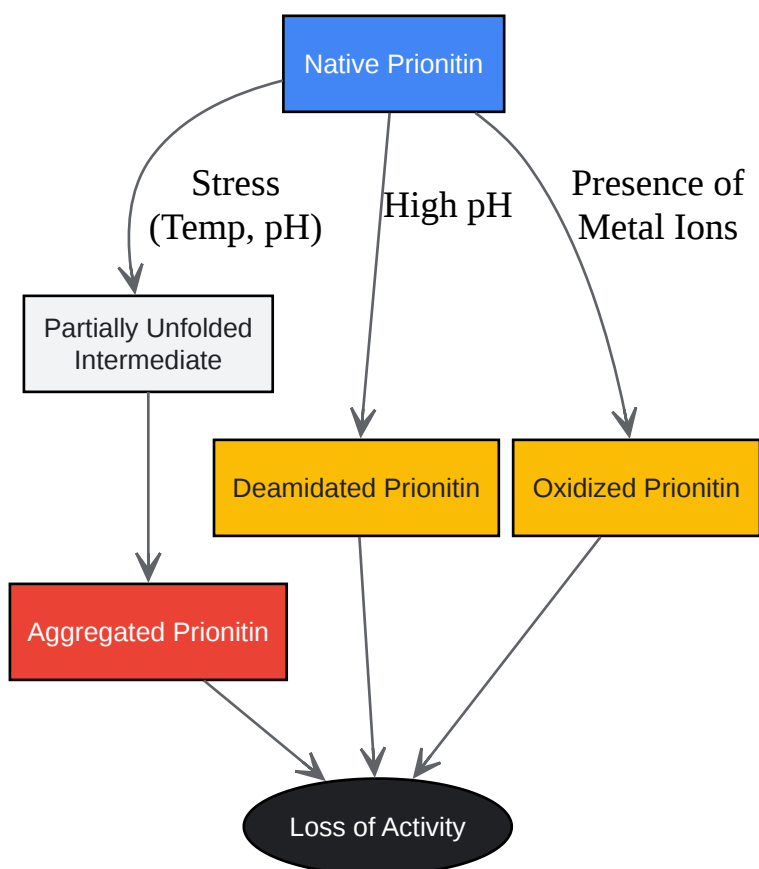 Native Prionitin
Stress
(Temp, pH)
High pH
Presence of
Metal Ions
Partially Unfolded
Intermediate
Deamidated Prionitin
Oxidized Prionitin
Aggregated Prionitin
Loss of Activity